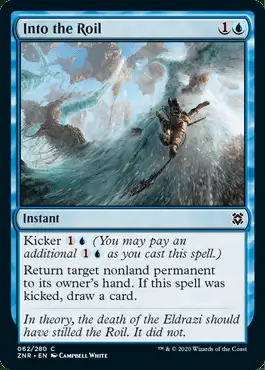 Into the Roil 1
Instant
Kicker 1 (You may pay an
additional 1 as you cast this spell.)
Return target nonland permanent
to its owner's hand. If this spell
was kicked, draw a card.
In theory, the death of the Eldrazi should
have stilled the Roil. It did not.
062/280 C
ZNR • EN CAMPBELL WHITE
™ & © 2020 Wizards of the Coast